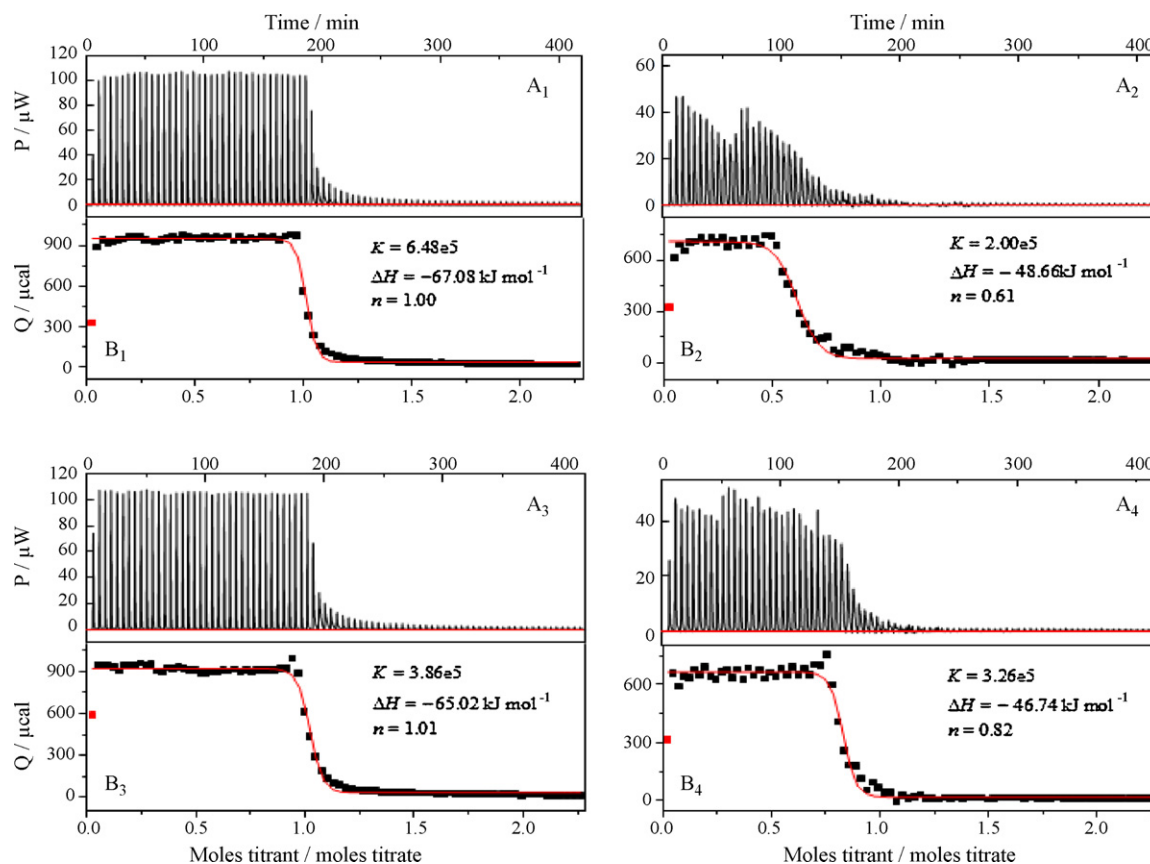 Time / min
0 100 200 300 400
120
100
80
60
40
20
0
P / μW
A1
900
600
300
0
Q / μcal
K = 6.48e5
ΔH = −67.08 kJ mol -1
n = 1.00
B1
0.0 0.5 1.0 1.5 2.0
Time / min
0 100 200 300 400
60
40
20
0
A2
600
300
0
K = 2.00e5
ΔH = − 48.66kJ mol -1
n = 0.61
B2
0.0 0.5 1.0 1.5 2.0
0 100 200 300 400
120
100
80
60
40
20
0
P / μW
A3
900
600
300
0
Q / μcal
K = 3.86e5
ΔH = −65.02 kJ mol -1
n = 1.01
B3
0.0 0.5 1.0 1.5 2.0
Moles titrant / moles titrate
0 100 200 300 400
40
20
0
A4
600
300
0
K = 3.26e5
ΔH = − 46.74 kJ mol -1
n = 0.82
B4
0.0 0.5 1.0 1.5 2.0
Moles titrant / moles titrate